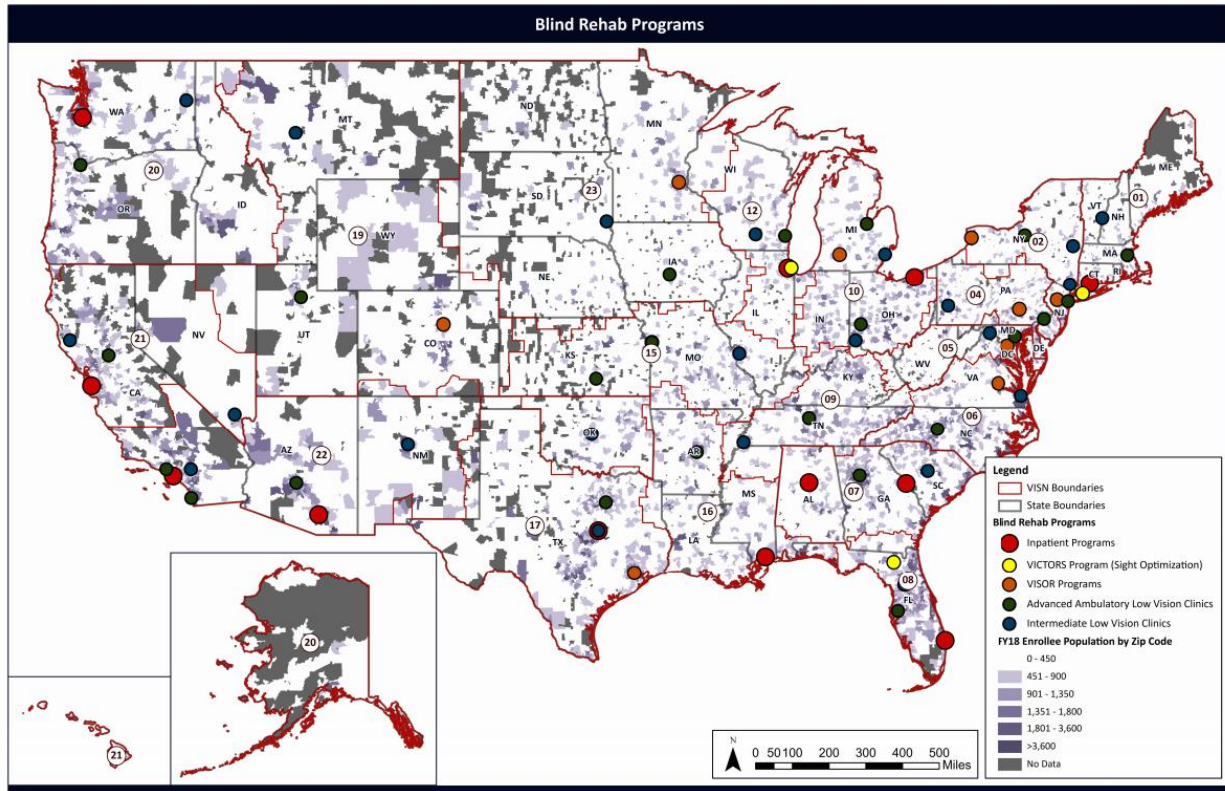 Blind Rehab Programs
WA
MT
ND
MN
ME
20
OR
ID
SD
23
WI
12
MI
VT
NH
01
NY
02
MA
CT
RI
19
WY
IA
NE
IL
IN
10
OH
04
PA
NJ
MD
DE
DC
WV
05
VA
21
NV
UT
CO
KS
15
MO
KY
09
CA
AZ
22
NM
OK
AR
TN
06
NC
SC
17
TX
16
LA
MS
AL
07
GA
08
FL
20
21
Legend
VISN Boundaries
State Boundaries
Blind Rehab Programs
Inpatient Programs
VICTORS Program (Sight Optimization)
VISOR Programs
Advanced Ambulatory Low Vision Clinics
Intermediate Low Vision Clinics
FY18 Enrollee Population by Zip Code
0 - 450
451 - 900
901 - 1,350
1,351 - 1,800
1,801 - 3,600
>3,600
No Data
N
0 50 100 200 300 400 500
Miles